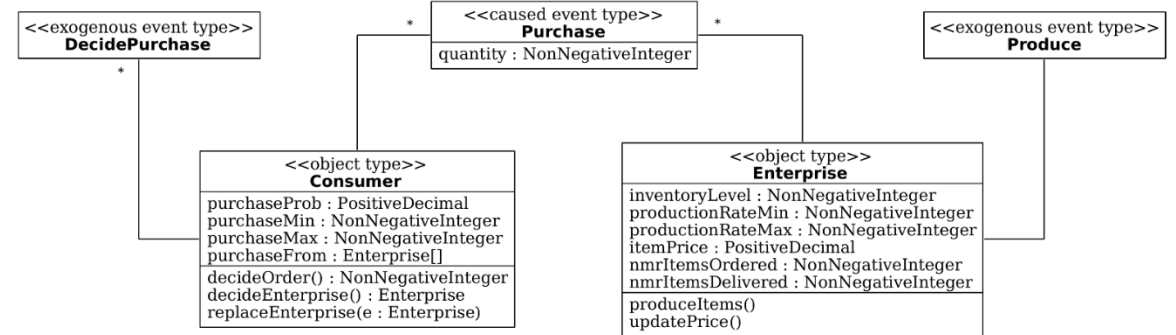 <<exogenous event type>>
DecidePurchase
*
*
<<caused event type>>
Purchase
quantity : NonNegativeInteger
*
<<exogenous event type>>
Produce
<<object type>>
Consumer
purchaseProb : PositiveDecimal
purchaseMin : NonNegativeInteger
purchaseMax : NonNegativeInteger
purchaseFrom : Enterprise[]
decideOrder() : NonNegativeInteger
decideEnterprise() : Enterprise
replaceEnterprise(e : Enterprise)
<<object type>>
Enterprise
inventoryLevel : NonNegativeInteger
productionRateMin : NonNegativeInteger
productionRateMax : NonNegativeInteger
itemPrice : PositiveDecimal
nmrItemsOrdered : NonNegativeInteger
nmrItemsDelivered : NonNegativeInteger
produceItems()
updatePrice()